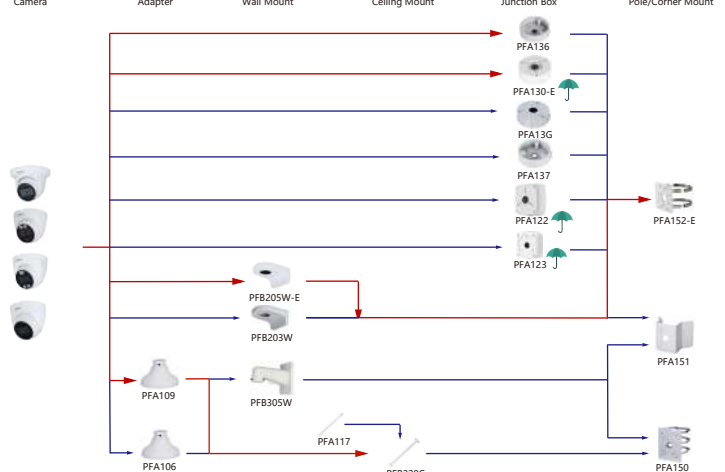 Camera
Adapter
Wall Mount
Ceiling Mount
Junction Box
Pole/Corner Mount
PFA136
PFA130-E
PFA13G
PFA137
PFA122
PFA152-E
PFA123
PFB205W-E
PFB203W
PFA151
PFA109
PFB305W
PFA117
PFA106
PFB220C
PFA150